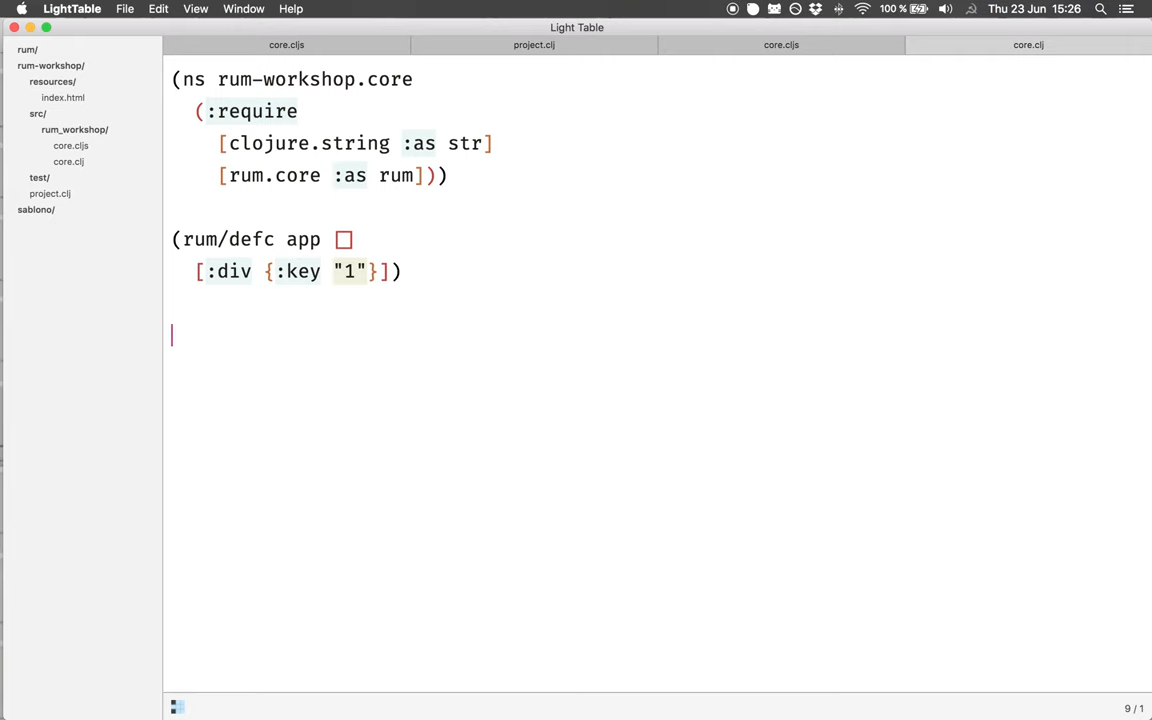 LightTable File Edit View Window Help 100 % Thu 23 Jun 15:26
Light Table
rum/
rum-workshop/
resources/
index.html
src/
rum_workshop/
core.cljs
core.clj
test/
project.clj
sablono/
core.cljs project.clj core.cljs core.clj
(ns rum-workshop.core
(:require
[clojure.string :as str]
[rum.core :as rum]))
(rum/defc app []
[:div {:key "1"}])
9 / 1